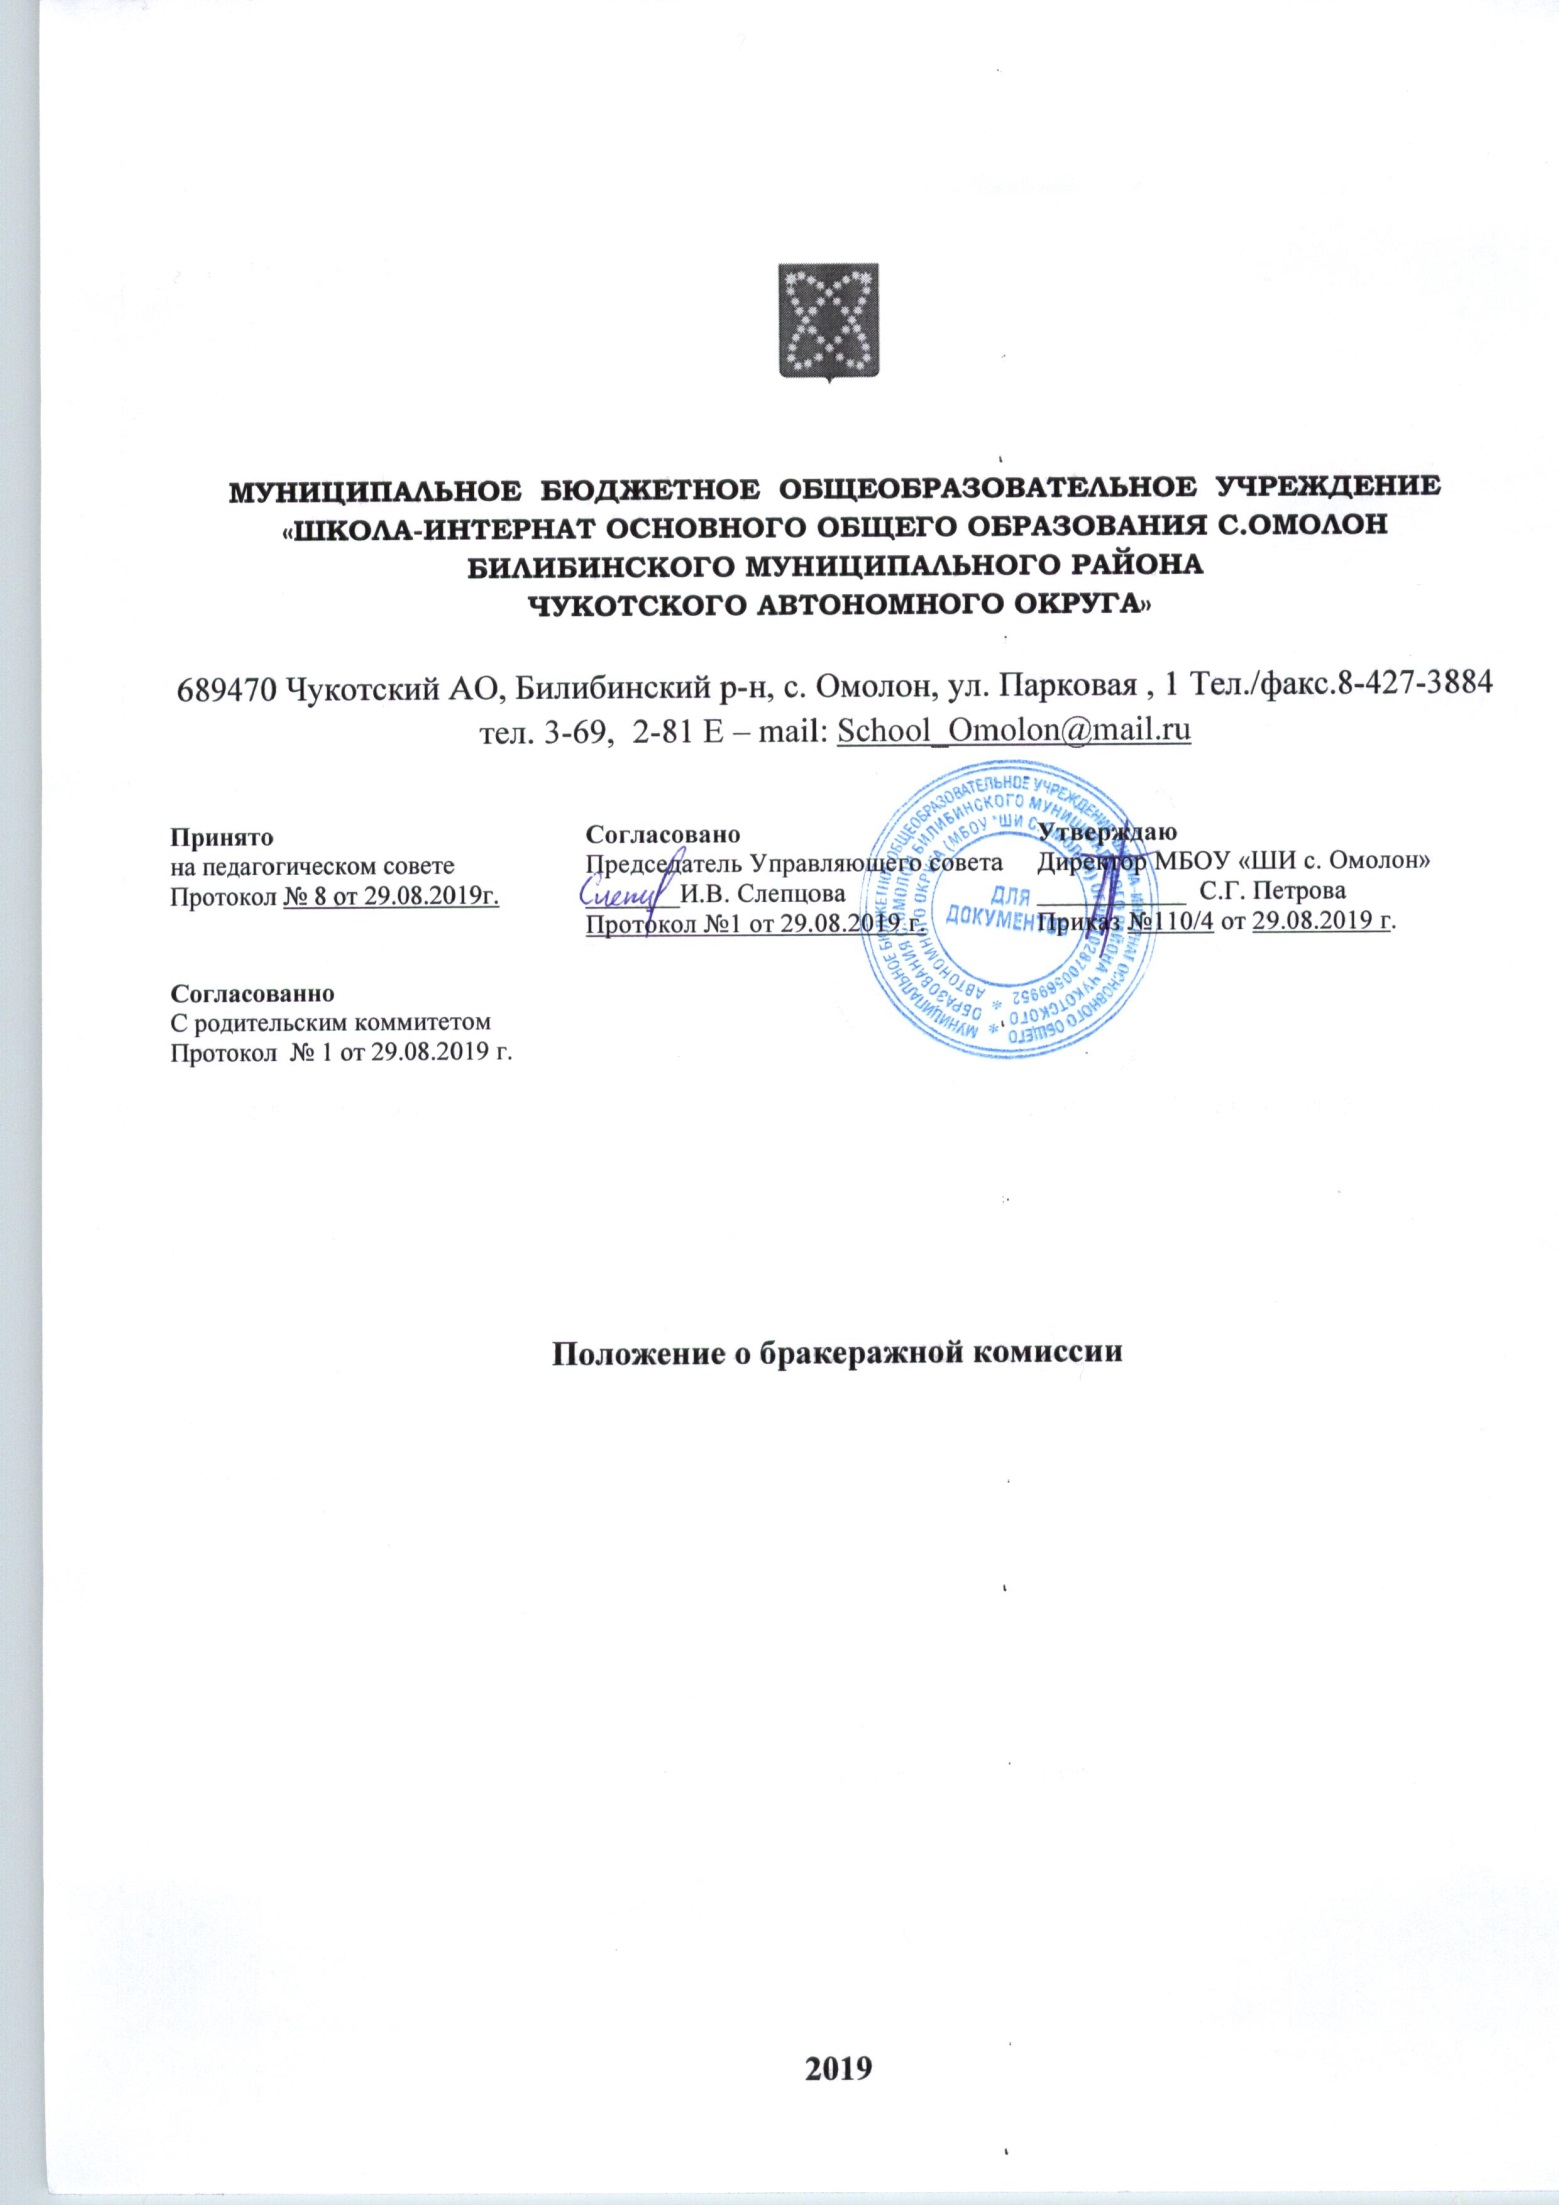 МУНИЦИПАЛЬНОЕ БЮДЖЕТНОЕ ОБЩЕОБРАЗОВАТЕЛЬНОЕ УЧРЕЖДЕНИЕ
«ШКОЛА-ИНТЕРНАТ ОСНОВНОГО ОБЩЕГО ОБРАЗОВАНИЯ С.ОМОЛОН
БИЛИБИНСКОГО МУНИЦИПАЛЬНОГО РАЙОНА
ЧУКОТСКОГО АВТОНОМНОГО ОКРУГА»
689470 Чукотский АО, Билибинский р-н, с. Омолон, ул. Парковая , 1 Тел./факс.8-427-3884
тел. 3-69, 2-81 E – mail: School_Omolon@mail.ru
Принято
на педагогическом совете
Протокол № 8 от 29.08.2019г.
Согласовано
Председатель Управляющего совета
И.В. Слепцова
Протокол №1 от 29.08.2019 г.
Утверждаю
Директор МБОУ «ШИ с. Омолон»
С.Г. Петрова
Приказ №110/4 от 29.08.2019 г.
ДЛЯ
ДОКУМЕНТОВ
Согласованно
С родительским коммитетом
Протокол № 1 от 29.08.2019 г.
Положение о бракеражной комиссии
2019